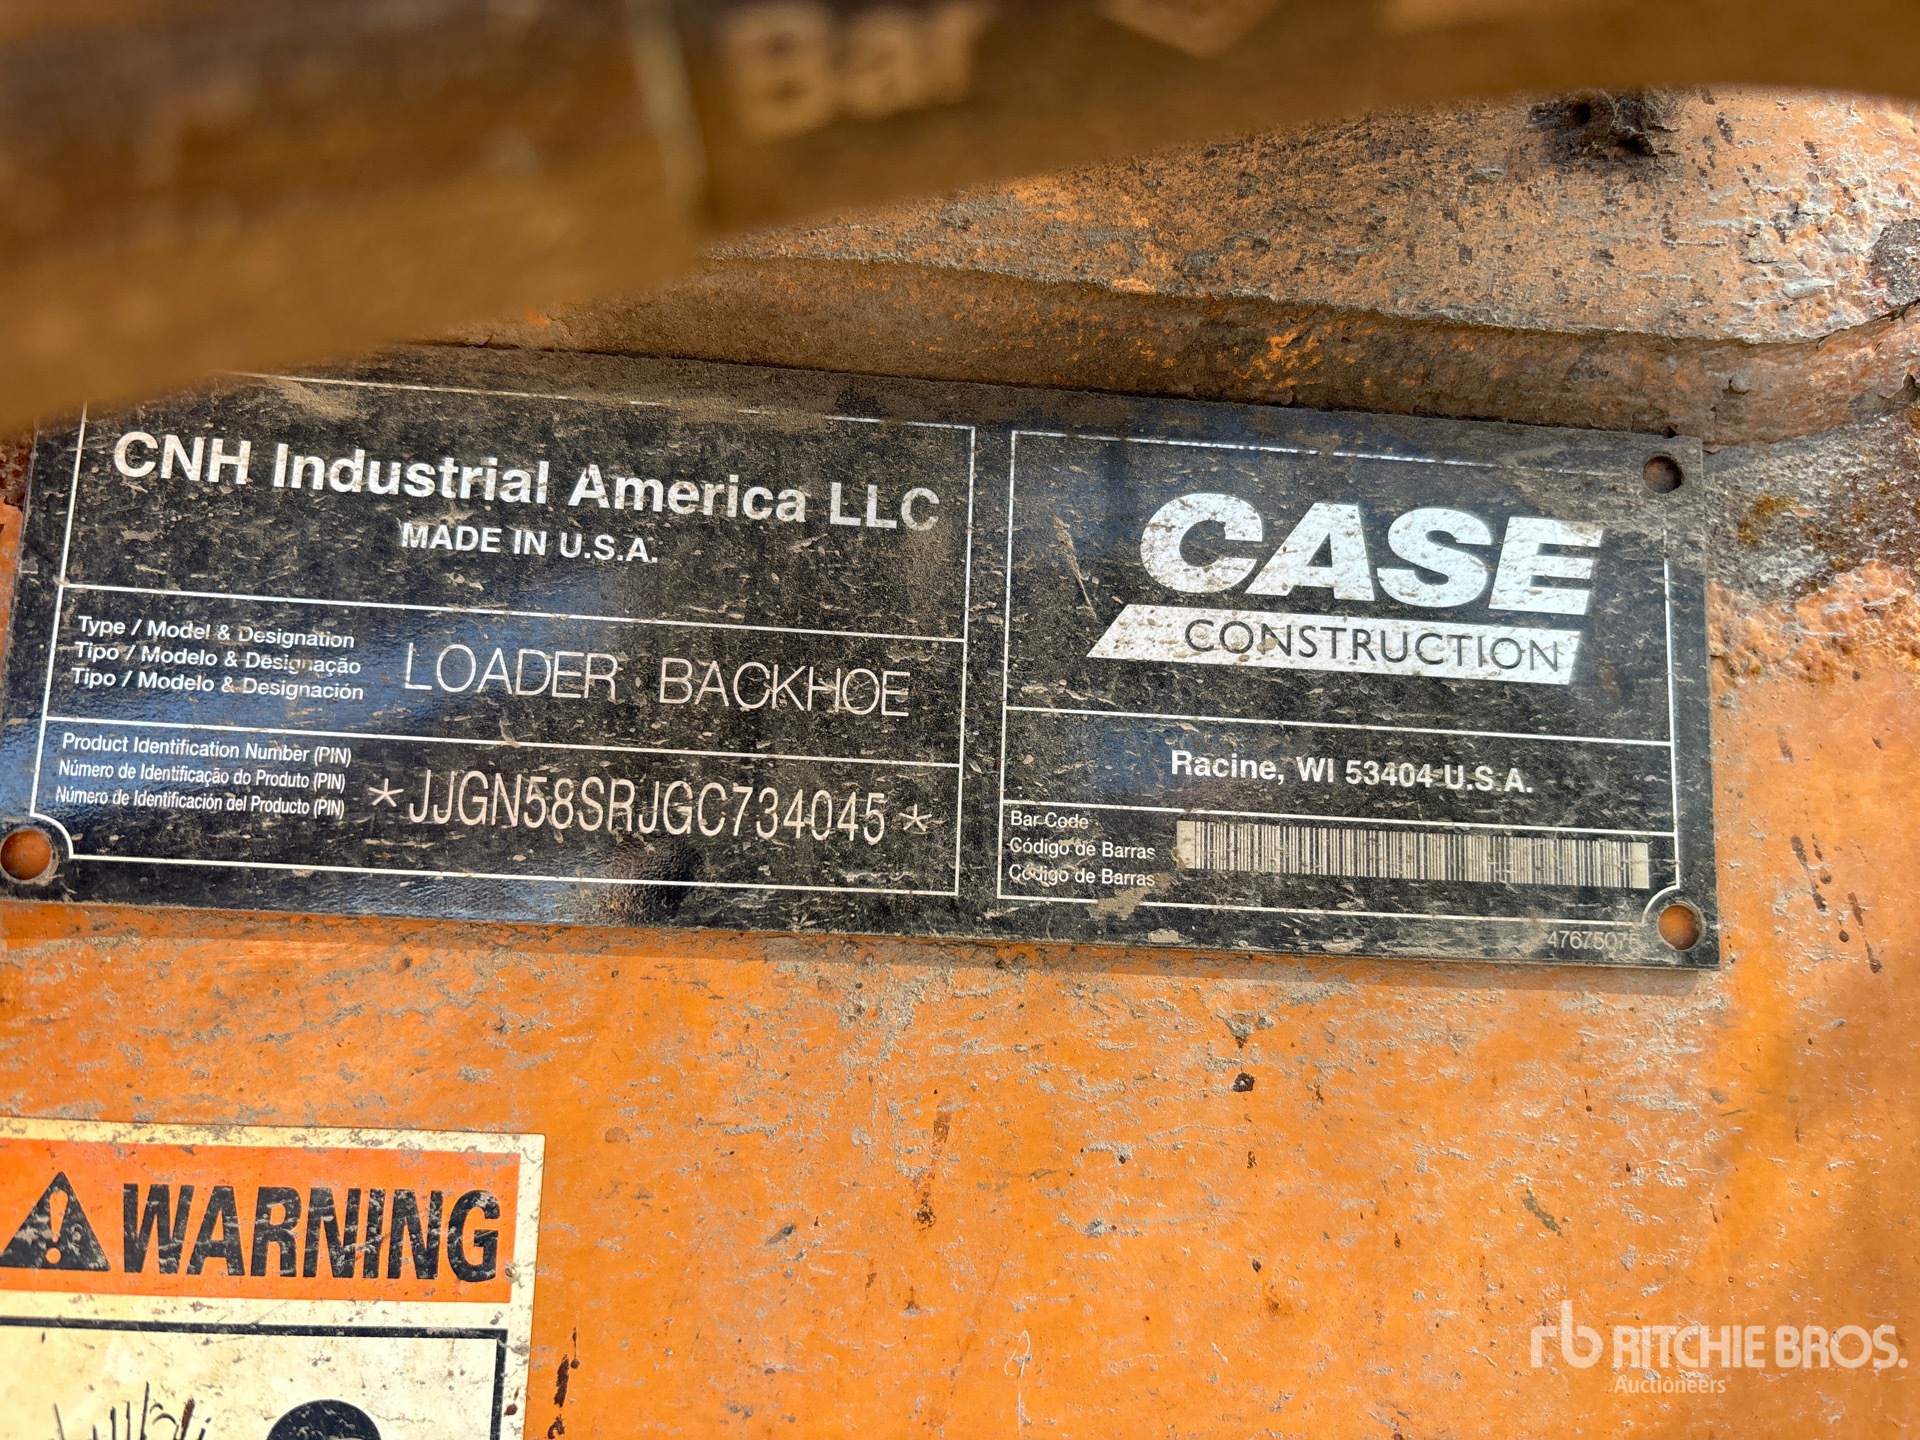 Bar
CNH Industrial America LLC
MADE IN U.S.A.
Type / Model & Designation
Tipo / Modelo & Designação
Tipo / Modelo & Designación
LOADER BACKHOE
Product Identification Number (PIN)
Número de Identificação do Produto (PIN)
Número de Identificación del Producto (PIN)
*JJGN58SRJGC734045*
CASE
CONSTRUCTION
Racine, WI 53404 U.S.A.
Bar Code
Código de Barras
Código de Barras
47675075
WARNING
rb RITCHIE BROS.
Auctioneers